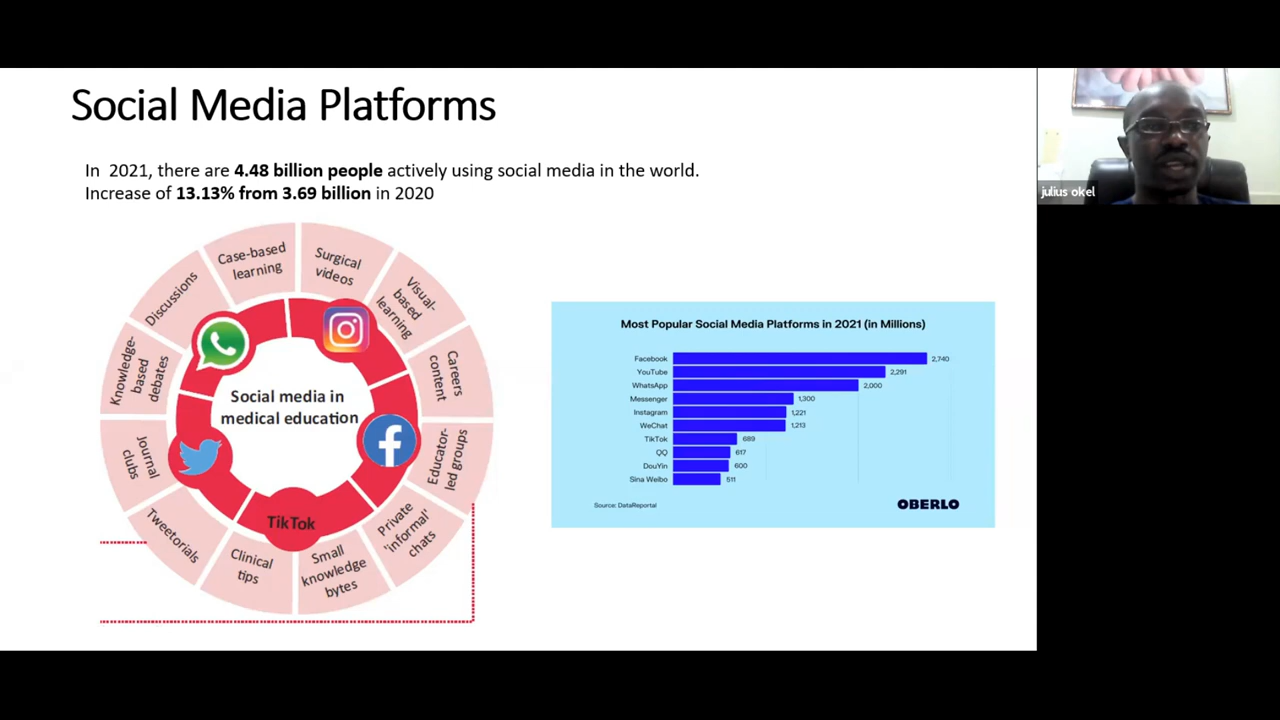 Social Media Platforms
In 2021, there are 4.48 billion people actively using social media in the world.
Increase of 13.13% from 3.69 billion in 2020
julius okel
Case-based
learning
Surgical
videos
Visual-
based
learning
Careers
content
Educator-
led groups
Private
'informal'
chats
Small
knowledge
bytes
Clinical
tips
Tweetorials
Journal
clubs
Knowledge-
based
debates
Discussions
Social media in
medical education
TikTok
Most Popular Social Media Platforms in 2021 (in Millions)
Facebook 2,740
YouTube 2,291
WhatsApp 2,000
Messenger 1,300
Instagram 1,221
WeChat 1,213
TikTok 689
QQ 617
DouYin 600
Sina Weibo 511
Source: DataReportal
OBERLO